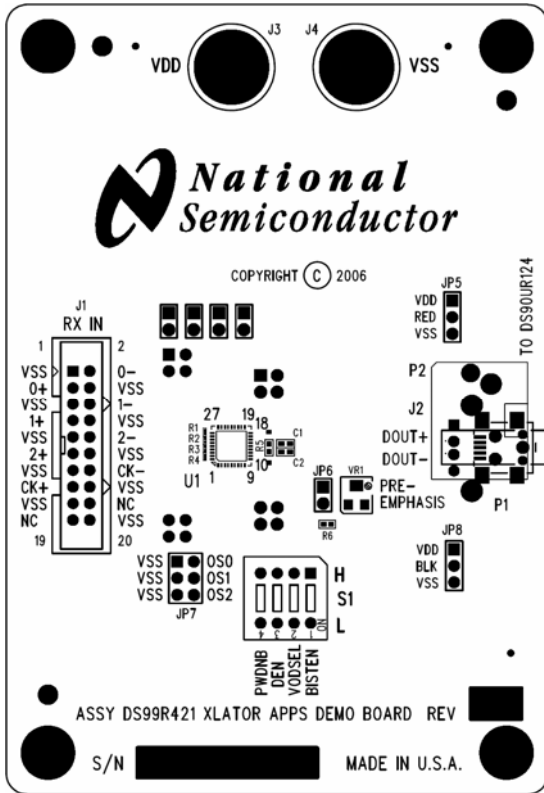 J3 J4
VDD VSS
National
Semiconductor
COPYRIGHT C 2006
J1
RX IN
1 2
VSS 0-
0+ VSS
VSS 1-
1+ VSS
VSS 2-
2+ VSS
VSS CK-
CK+ VSS
VSS NC
NC VSS
19 20
27 19
18
R1
R2
R3
R4
R5
C1
C2
10
U1 1 9
JP5
VDD
RED
VSS
TO DS90UR124
P2
J2
DOUT+
DOUT-
P1
JP6 VR1
PRE-
EMPHASIS
R6
JP8
VDD
BLK
VSS
VSS OS0
VSS OS1
VSS OS2
JP7
H
S1
L
4 3 2 1 ON
PWDNB
DEN
VODSEL
BISTEN
ASSY DS99R421 XLATOR APPS DEMO BOARD REV
S/N MADE IN U.S.A.